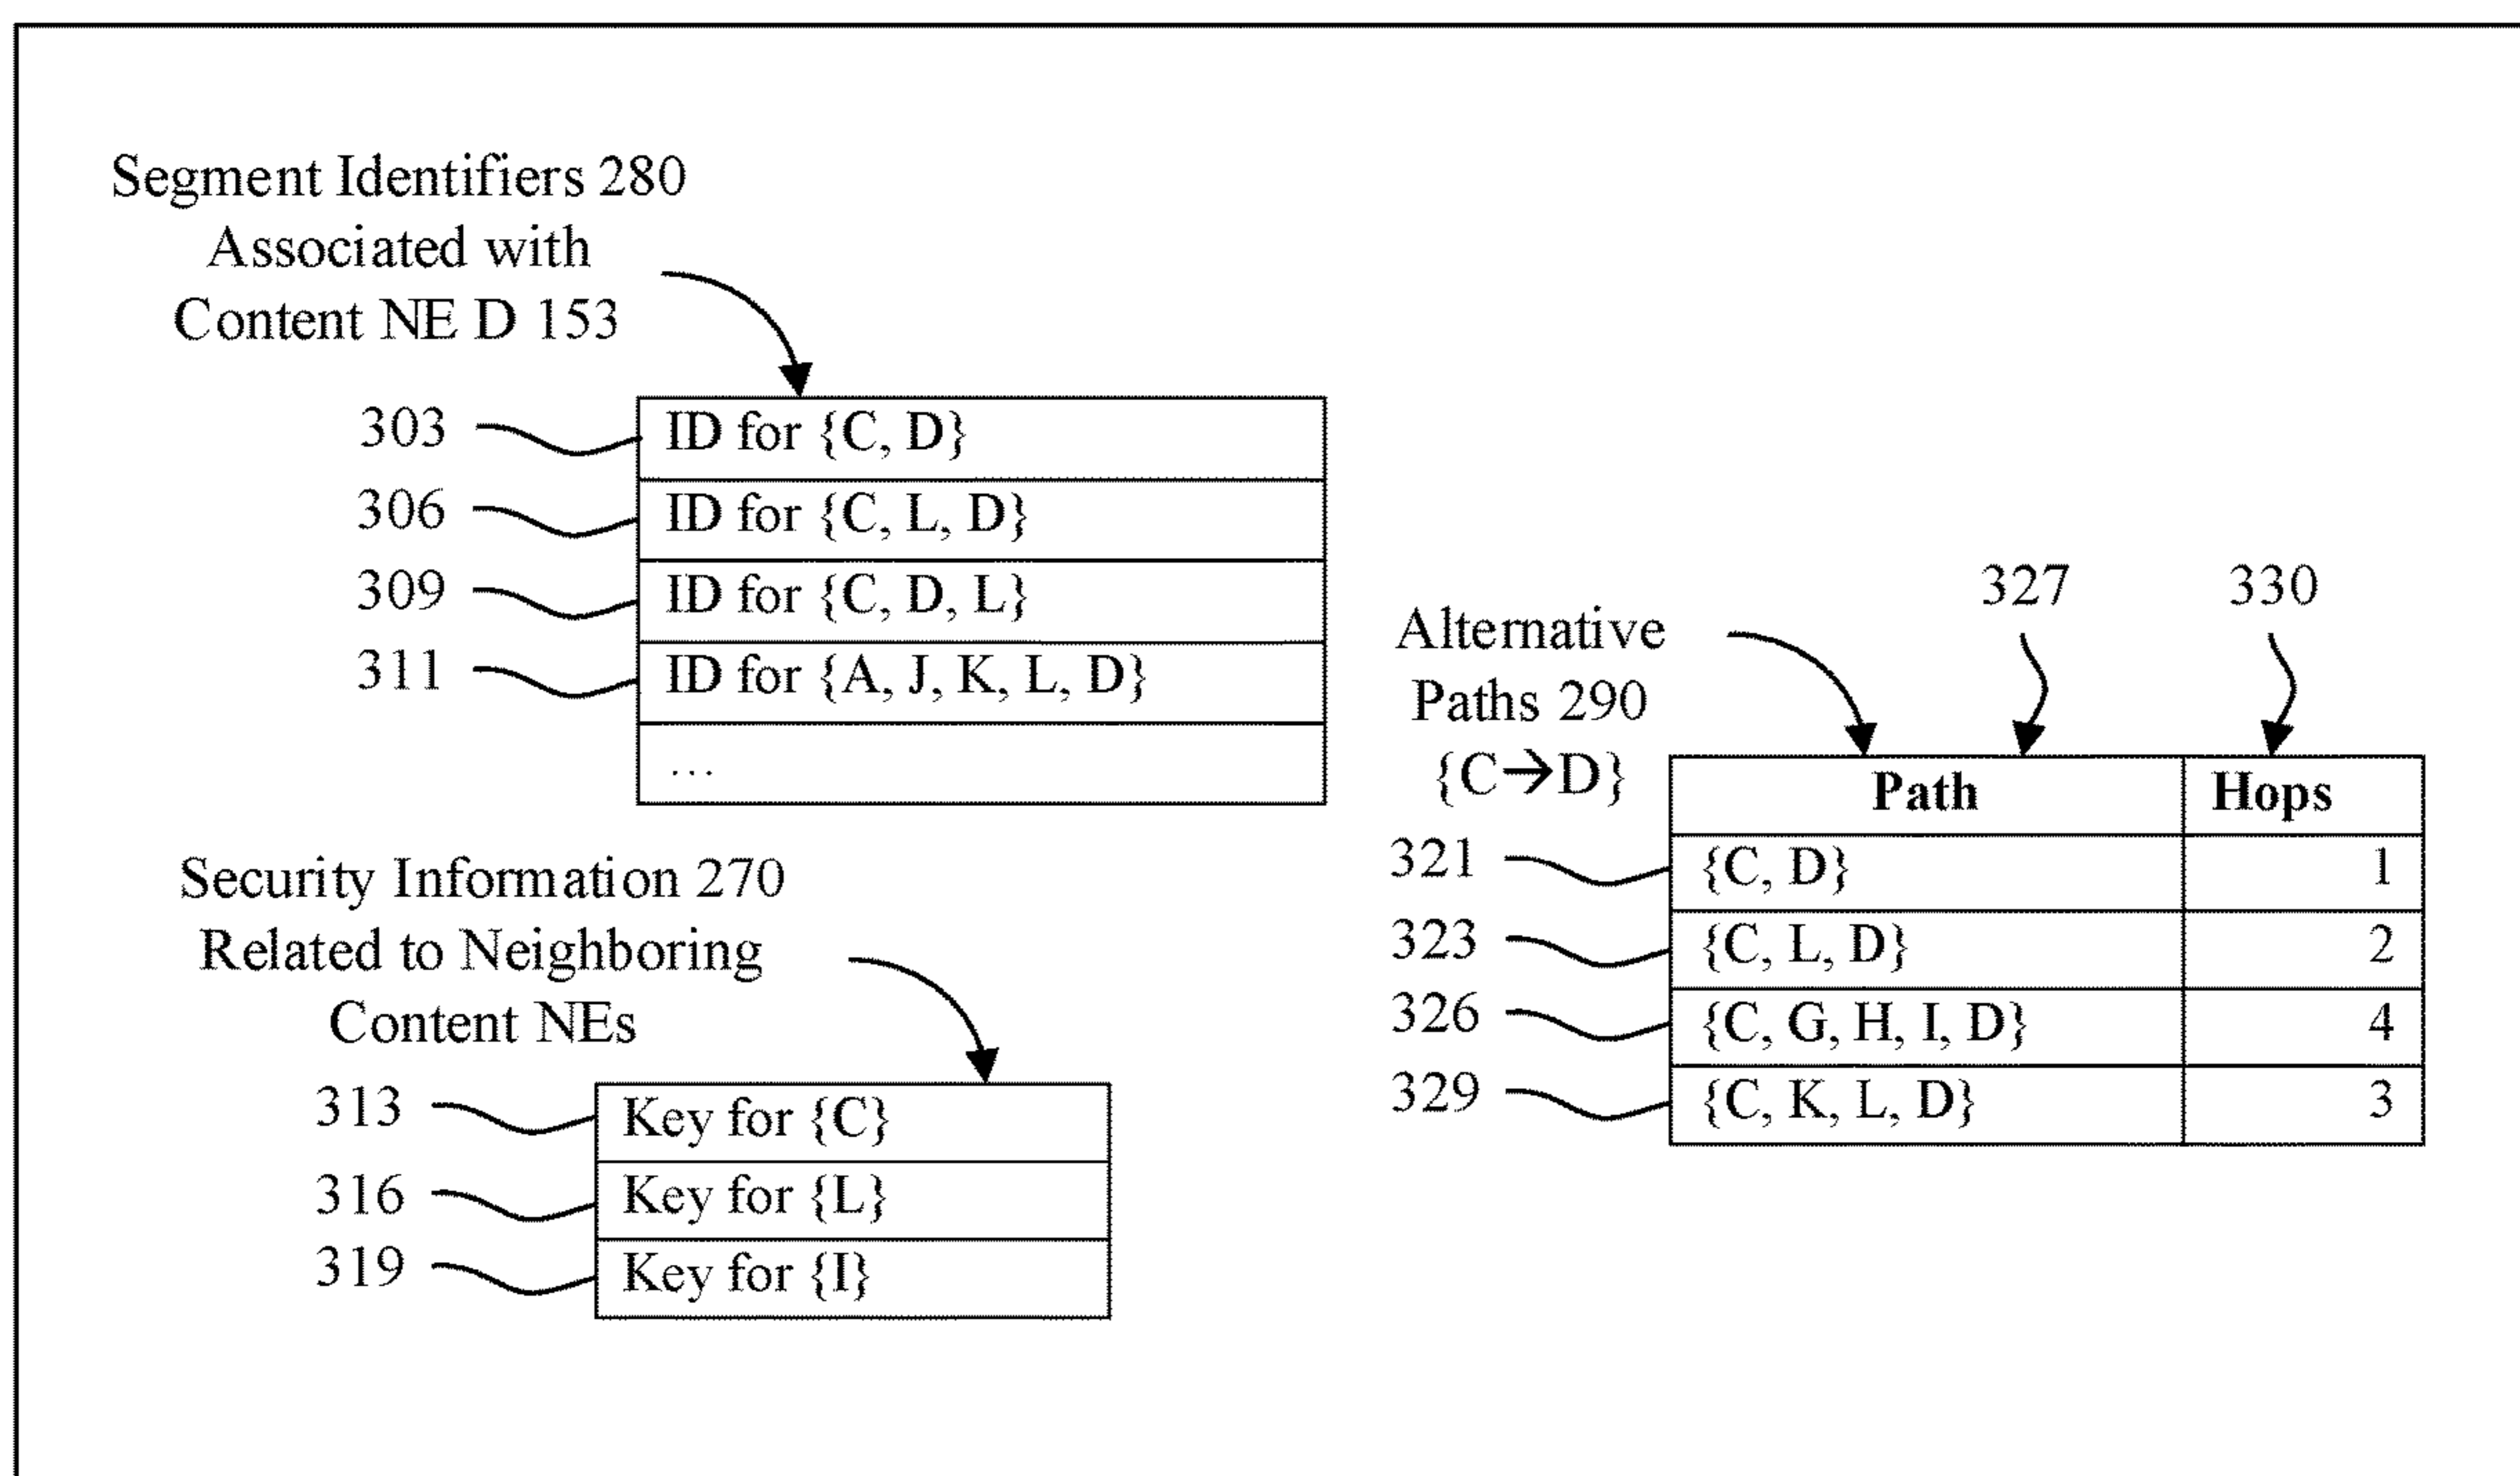 Segment Identifiers 280
Associated with
Content NE D 153
303
ID for {C, D}
306
ID for {C, L, D}
309
ID for {C, D, L}
311
ID for {A, J, K, L, D}
...
Security Information 270
Related to Neighboring
Content NEs
313
Key for {C}
316
Key for {L}
319
Key for {I}
Alternative
Paths 290
{C→D}
327
330
Path Hops
321
{C, D} 1
323
{C, L, D} 2
326
{C, G, H, I, D} 4
329
{C, K, L, D} 3